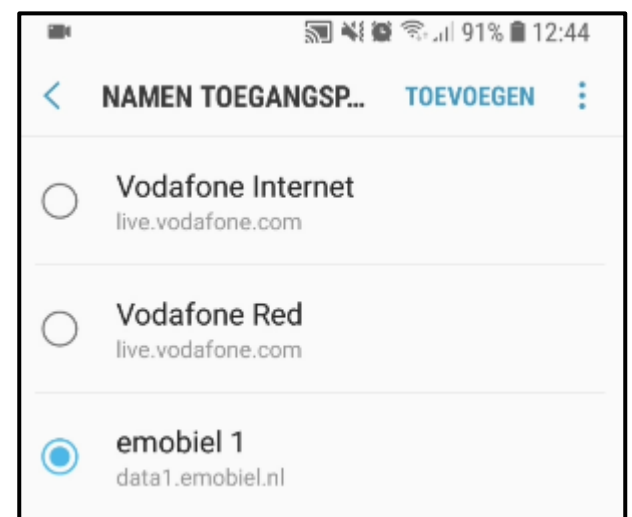 91% 12:44
NAMEN TOEGANGSP... TOEVOEGEN
Vodafone Internet
live.vodafone.com
Vodafone Red
live.vodafone.com
emobiel 1
data1.emobiel.nl